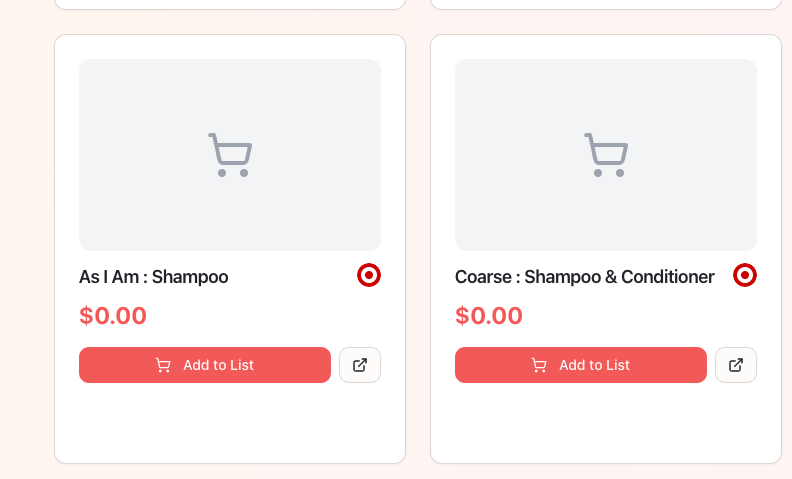 As I Am : Shampoo
$0.00
Add to List
Coarse : Shampoo & Conditioner
$0.00
Add to List